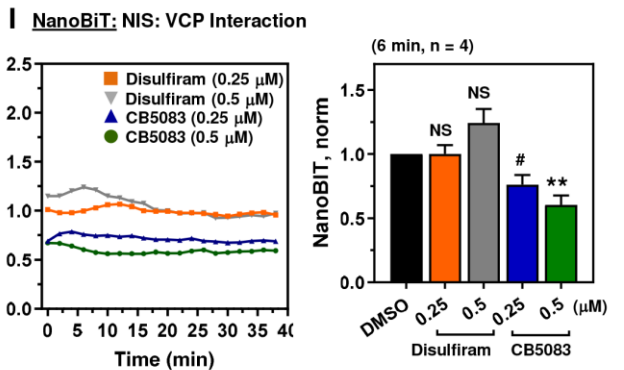 I NanoBiT: NIS: VCP Interaction
2.5
2.0
1.5
1.0
0.5
0.0
Disulfiram (0.25 µM)
Disulfiram (0.5 µM)
CB5083 (0.25 µM)
CB5083 (0.5 µM)
0 5 10 15 20 25 30 35 40
Time (min)
(6 min, n = 4)
NanoBIT, norm
1.5
1.0
0.5
0.0
NS
NS
#
**
DMSO
0.25
0.5
0.25
0.5
(µM)
Disulfiram
CB5083